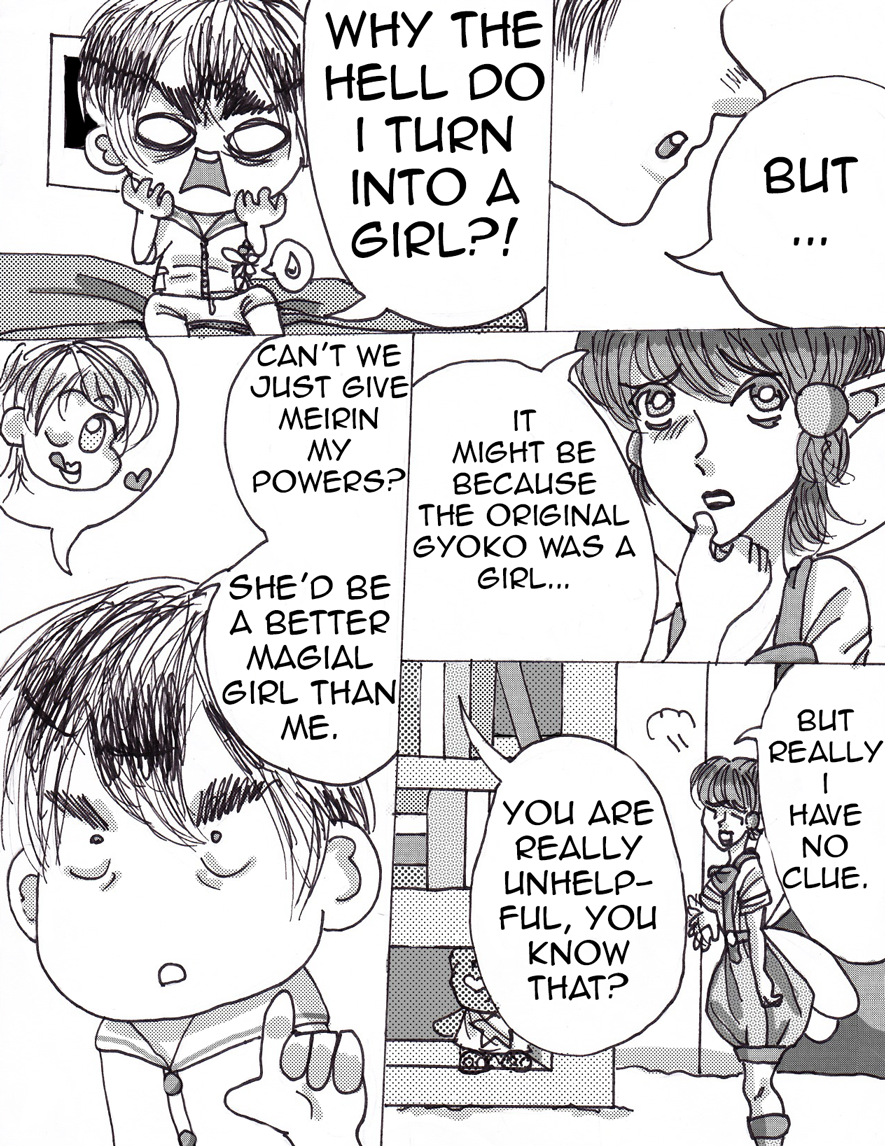 BUT
...
WHY THE
HELL DO
I TURN
INTO A
GIRL?!
IT
MIGHT BE
BECAUSE
THE ORIGINAL
GYOKO WAS A
GIRL...
CAN'T WE
JUST GIVE
MEIRIN
MY
POWERS?
SHE'D BE
A BETTER
MAGIAL
GIRL THAN
ME.
BUT
REALLY
I
HAVE
NO
CLUE.
YOU ARE
REALLY
UNHELP-
FUL, YOU
KNOW
THAT?